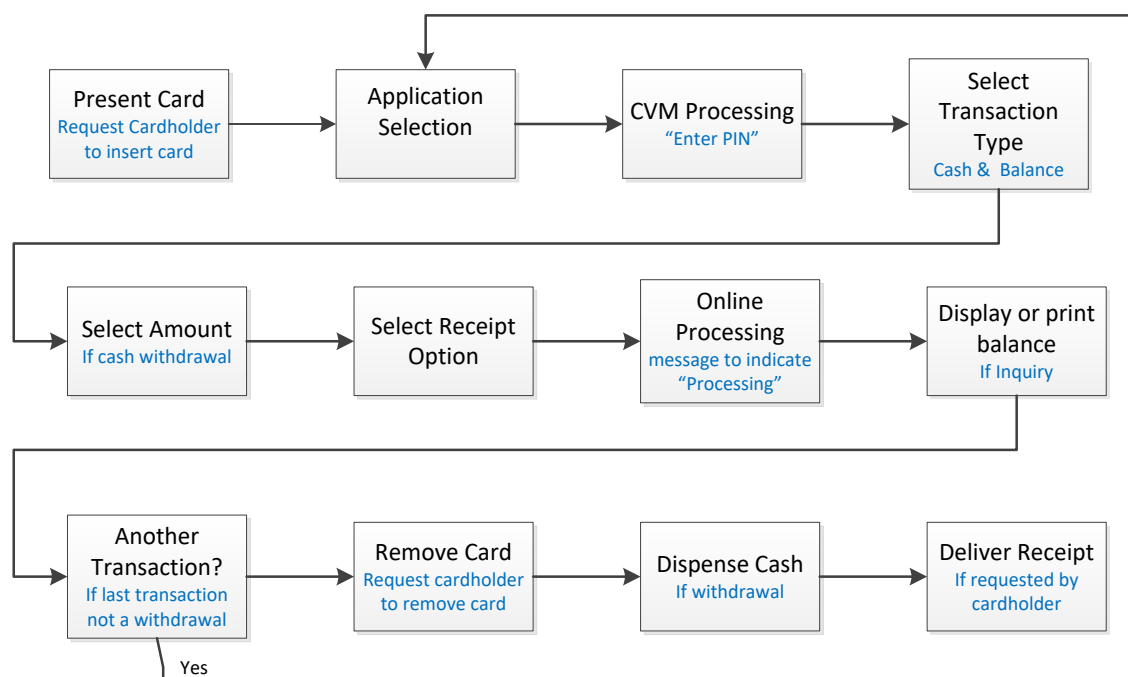 Present Card
Request Cardholder
to insert card
Application
Selection
CVM Processing
“Enter PIN”
Select
Transaction
Type
Cash & Balance
Select Amount
If cash withdrawal
Select Receipt
Option
Online
Processing
message to indicate
“Processing”
Display or print
balance
If Inquiry
Another
Transaction?
If last transaction
not a withdrawal
Remove Card
Request cardholder
to remove card
Dispense Cash
If withdrawal
Deliver Receipt
If requested by
cardholder
Yes